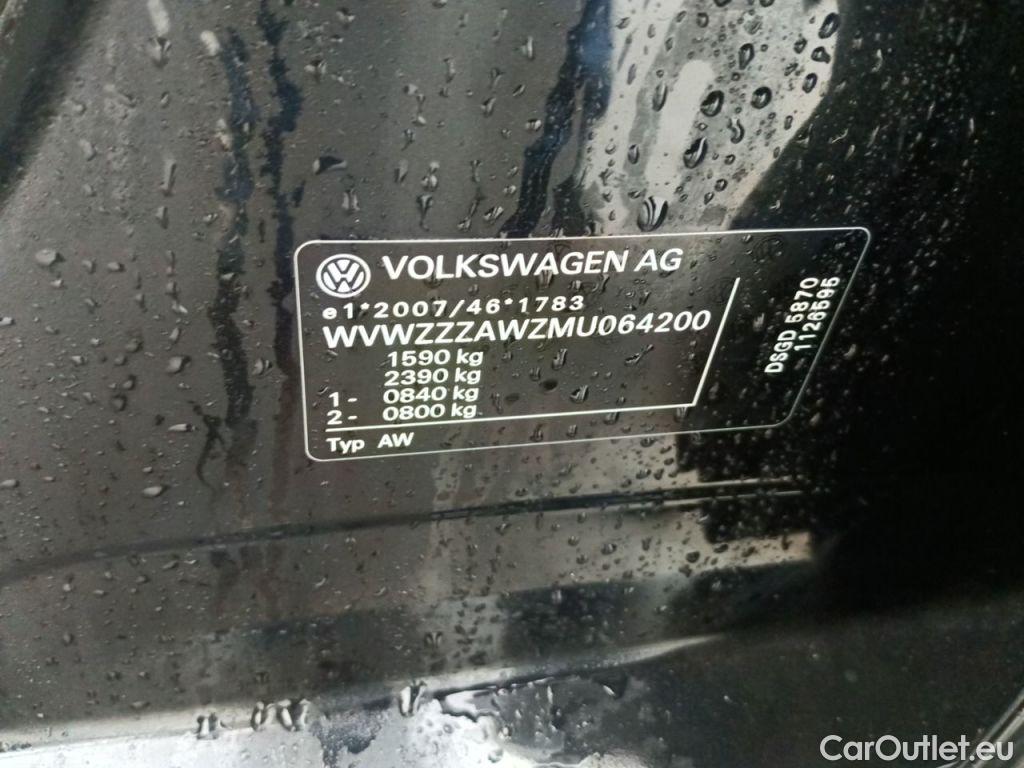 VOLKSWAGEN AG
e1*2007/46*1783
WVWZZZAWZMU064200
1590 kg
2390 kg
1- 0840 kg
2- 0800 kg
Typ AW
DSGD 5870
1126595
CarOutlet.eu